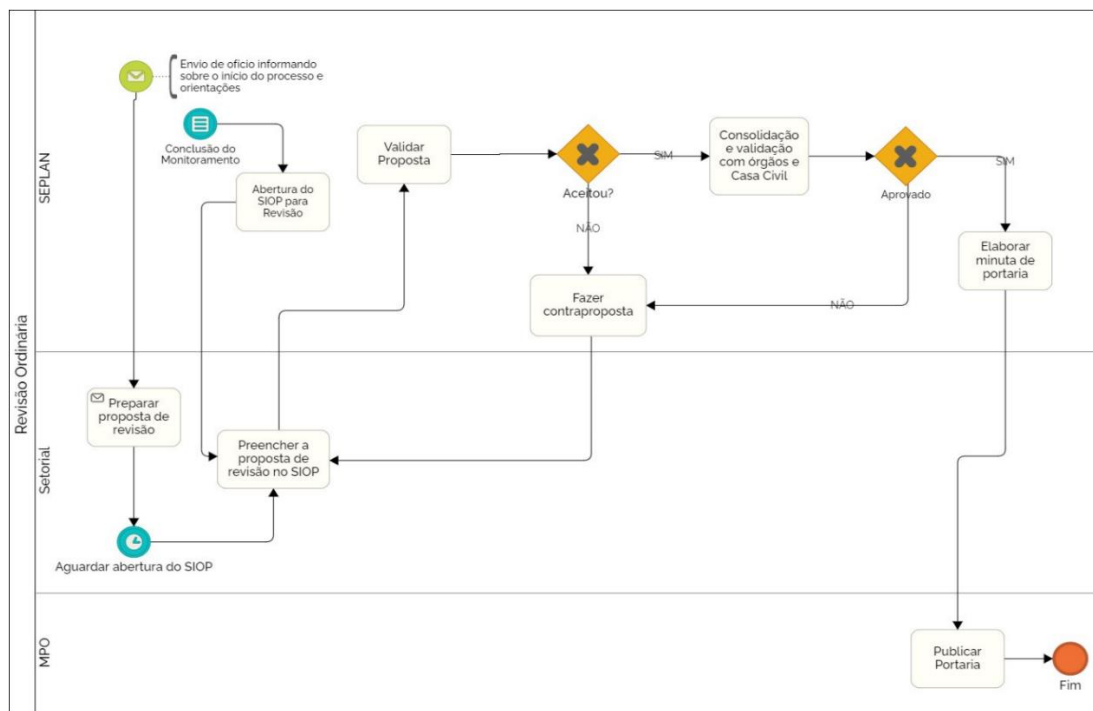 Revisão Ordinária
SEPLAN
Envio de ofício informando
sobre o início do processo e
orientações
Conclusão do
Monitoramento
Abertura do
SIOP para
Revisão
Validar
Proposta
Aceitou?
SIM
NÃO
Consolidação
e validação
com órgãos e
Casa Civil
Aprovado
SIM
NÃO
Elaborar
minuta de
portaria
Fazer
contraproposta
Setorial
Preparar
proposta de
revisão
Preencher a
proposta de
revisão no SIOP
Aguardar abertura do SIOP
MPO
Publicar
Portaria
Fim